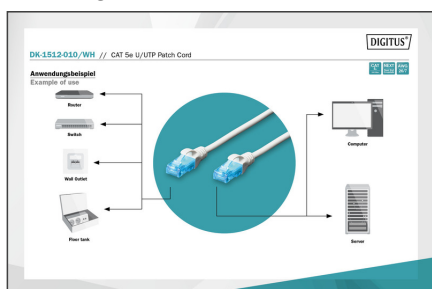 DIGITUS®
DK-1512-010/WH // CAT 5e U/UTP Patch Cord
Anwendungsbeispiel
Example of use
Router
Switch
Wall Outlet
Floor tank
Computer
Server